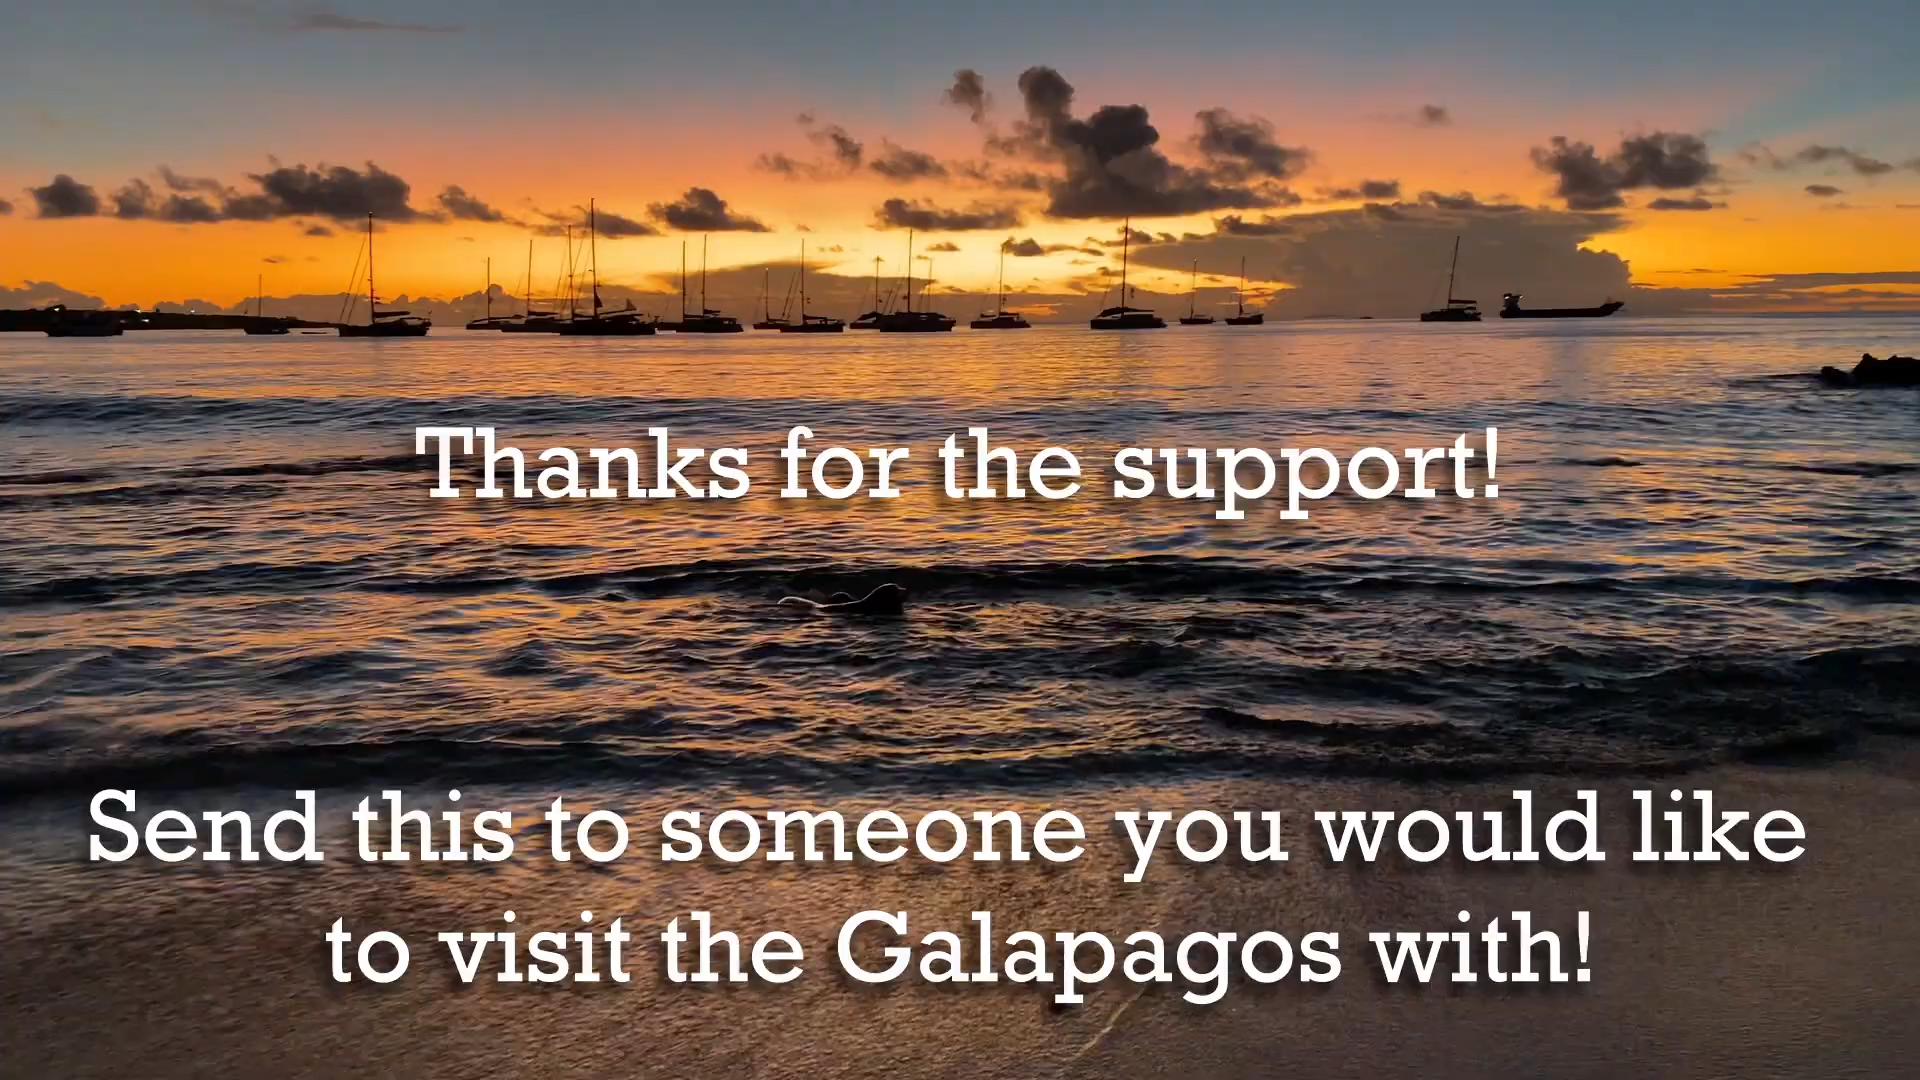 Thanks for the support!
Send this to someone you would like
to visit the Galapagos with!